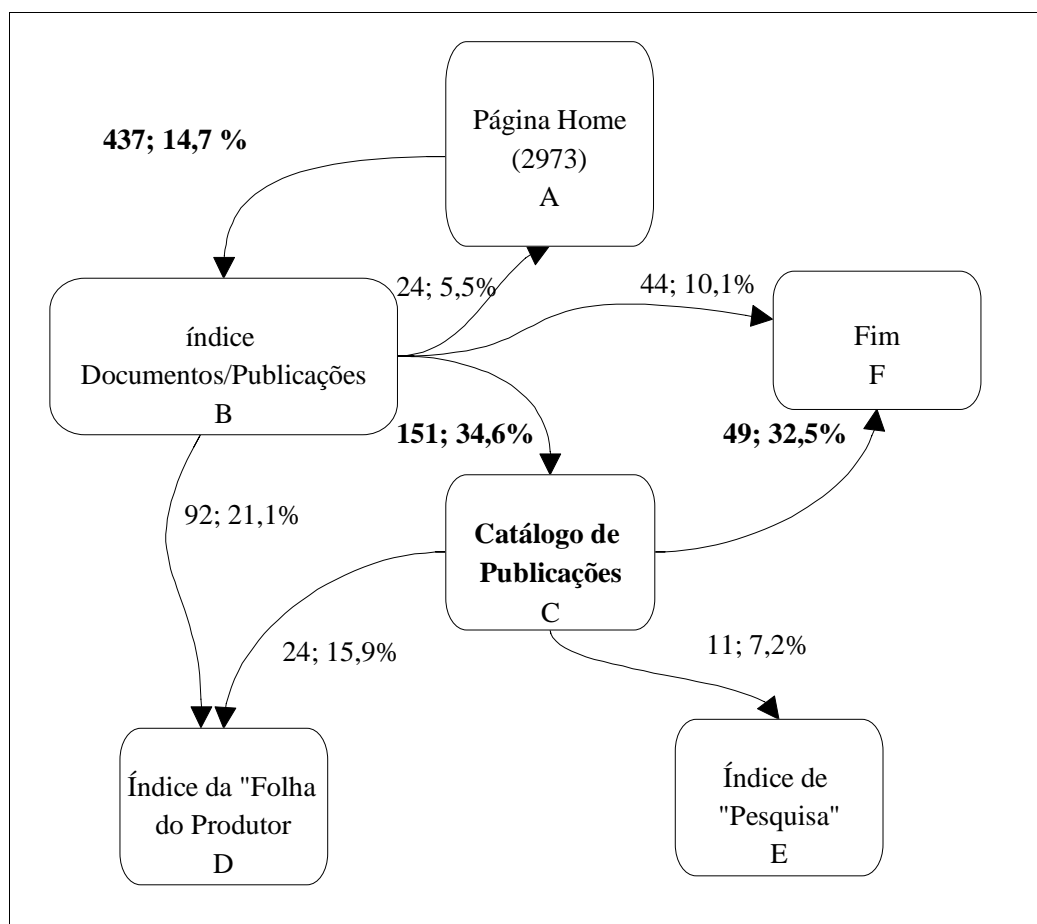 Página Home
(2973)
A
437; 14,7 %
24; 5,5%
44; 10,1%
índice
Documentos/Publicações
B
Fim
F
151; 34,6%
49; 32,5%
92; 21,1%
Catálogo de
Publicações
C
24; 15,9%
11; 7,2%
Índice da "Folha
do Produtor
D
Índice de
"Pesquisa"
E